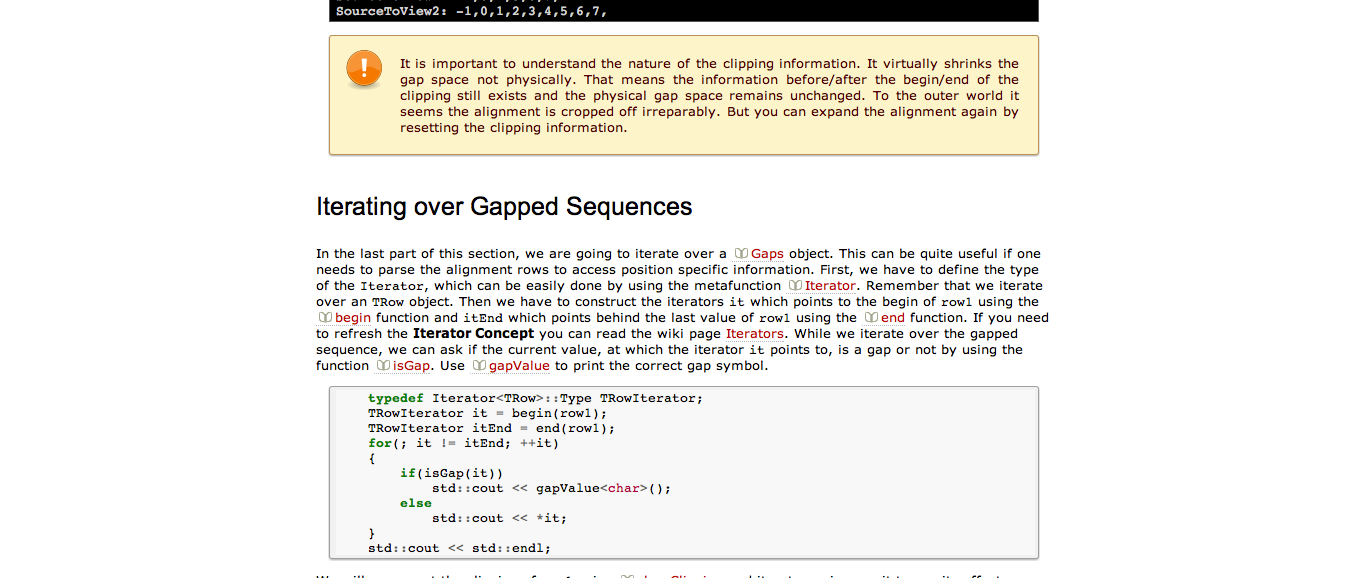 SourceToView2: -1,0,1,2,3,4,5,6,7,
It is important to understand the nature of the clipping information. It virtually shrinks the
gap space not physically. That means the information before/after the begin/end of the
clipping still exists and the physical gap space remains unchanged. To the outer world it
seems the alignment is cropped off irreparably. But you can expand the alignment again by
resetting the clipping information.
Iterating over Gapped Sequences
In the last part of this section, we are going to iterate over a Gaps object. This can be quite useful if one
needs to parse the alignment rows to access position specific information. First, we have to define the type
of the Iterator, which can be easily done by using the metafunction Iterator. Remember that we iterate
over an TRow object. Then we have to construct the iterators it which points to the begin of row1 using the
begin function and itEnd which points behind the last value of row1 using the end function. If you need
to refresh the Iterator Concept you can read the wiki page Iterators. While we iterate over the gapped
sequence, we can ask if the current value, at which the iterator it points to, is a gap or not by using the
function isGap. Use gapValue to print the correct gap symbol.
typedef Iterator<TRow>::Type TRowIterator;
TRowIterator it = begin(row1);
TRowIterator itEnd = end(row1);
for(; it != itEnd; ++it)
{
    if(isGap(it))
        std::cout << gapValue<char>();
    else
        std::cout << *it;
}
std::cout << std::endl;